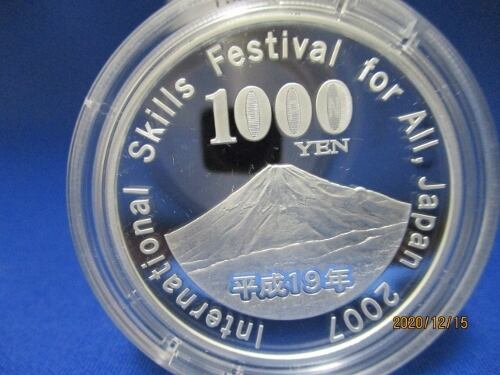 International Skills Festival for All, Japan 2007
1000
YEN
平成19年
2020/12/15